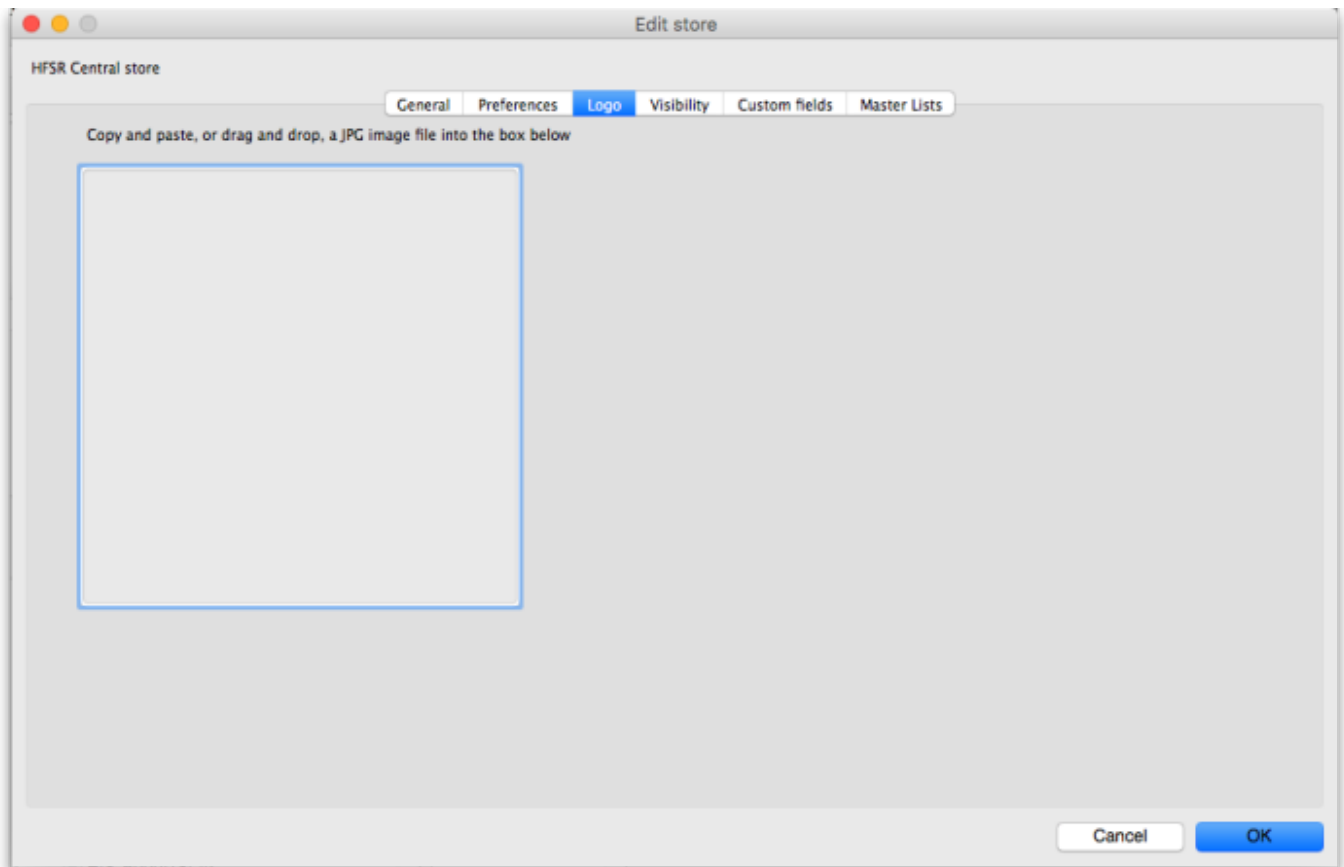 Edit store
HFSR Central store
General Preferences Logo Visibility Custom fields Master Lists
Copy and paste, or drag and drop, a JPG image file into the box below
Cancel OK